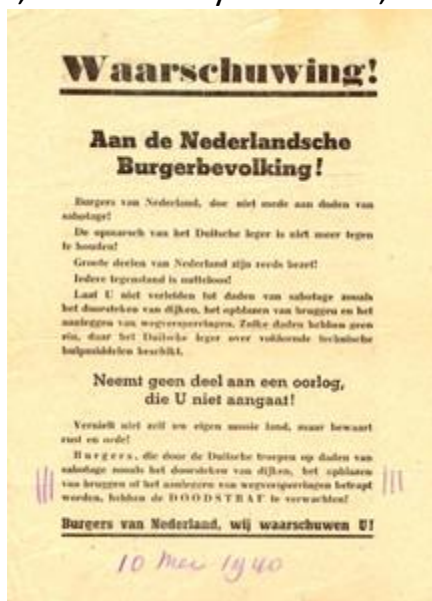 Waarschuwing!
Aan de Nederlandsche
Burgerbevolking!
Burgers van Nederland, doe niet mede aan daden van
sabotage!
De opmarsch van het Duitsche leger is niet meer tegen
te houden!
Groote deelen van Nederland zijn reeds bezet!
Iedere tegenstand is nutteloos!
Laat U niet verleiden tot daden van sabotage zooals
het doorsteken van dijken, het opblazen van bruggen en het
aanleggen van wegversperringen. Zulke daden hebben geen
zin, daar het Duitsche leger over voldoende technische
hulpmiddelen beschikt.
Neemt geen deel aan een oorlog,
die U niet aangaat!
Vernielt niet zelf uw eigen mooie land, maar bewaart
rust en orde!
Burgers, die door de Duitsche troepen op daden van
sabotage zooals het doorsteken van dijken, het opblazen
van bruggen of het aanleggen van wegversperringen betrapt
worden, hebben de DOODSTRAF te verwachten!
Burgers van Nederland, wij waarschuwen U!
10 Mei 1940